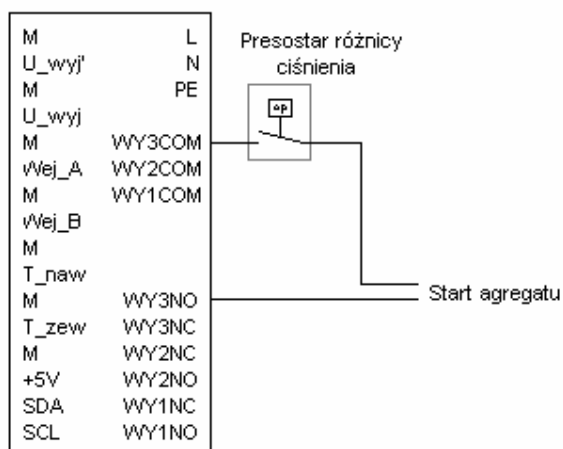 M L
U_wyj' N
M PE
U_wyj
M WY3COM
Wej_A WY2COM
M WY1COM
Wej_B
M
T_naw
M WY3NO
T_zew WY3NC
M WY2NC
+5V WY2NO
SDA WY1NC
SCL WY1NO
Presostar różnicy
ciśnienia
Δp
Start agregatu